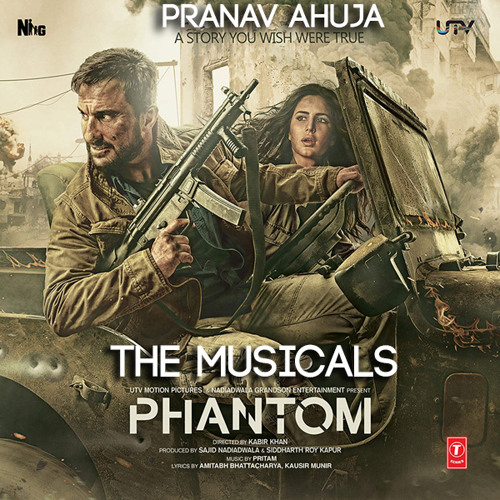 NNG
PRANAV AHUJA
UTV
A STORY YOU WISH WERE TRUE
THE MUSICALS
UTV MOTION PICTURES & NADIADWALA GRANDSON ENTERTAINMENT PRESENT
PHANTOM
DIRECTED BY KABIR KHAN
PRODUCED BY SAJID NADIADWALA & SIDDHARTH ROY KAPUR
MUSIC BY PRITAM
LYRICS BY AMITABH BHATTACHARYA, KAUSIR MUNIR
T